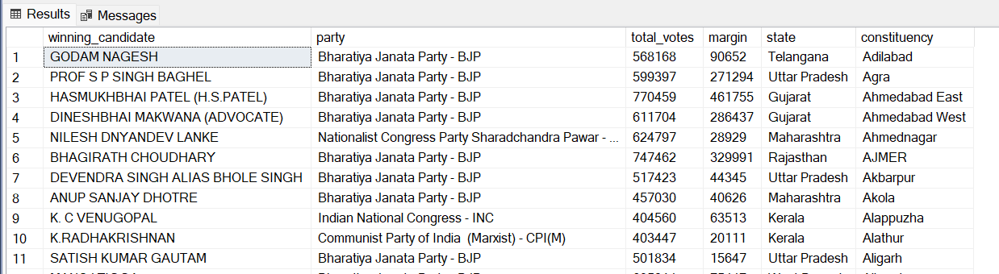 Results Messages
winning_candidate party total_votes margin state constituency
1 GODAM NAGESH Bharatiya Janata Party - BJP 568168 90652 Telangana Adilabad
2 PROF S P SINGH BAGHEL Bharatiya Janata Party - BJP 599397 271294 Uttar Pradesh Agra
3 HASMUKHBHAI PATEL (H.S.PATEL) Bharatiya Janata Party - BJP 770459 461755 Gujarat Ahmedabad East
4 DINESHBHAI MAKWANA (ADVOCATE) Bharatiya Janata Party - BJP 611704 286437 Gujarat Ahmedabad West
5 NILESH DNYANDEV LANKE Nationalist Congress Party Sharadchandra Pawar - ... 624797 28929 Maharashtra Ahmednagar
6 BHAGIRATH CHOUDHARY Bharatiya Janata Party - BJP 747462 329991 Rajasthan AJMER
7 DEVENDRA SINGH ALIAS BHOLE SINGH Bharatiya Janata Party - BJP 517423 44345 Uttar Pradesh Akbarpur
8 ANUP SANJAY DHOTRE Bharatiya Janata Party - BJP 457030 40626 Maharashtra Akola
9 K. C VENUGOPAL Indian National Congress - INC 404560 63513 Kerala Alappuzha
10 K.RADHAKRISHNAN Communist Party of India (Marxist) - CPI(M) 403447 20111 Kerala Alathur
11 SATISH KUMAR GAUTAM Bharatiya Janata Party - BJP 501834 15647 Uttar Pradesh Aligarh